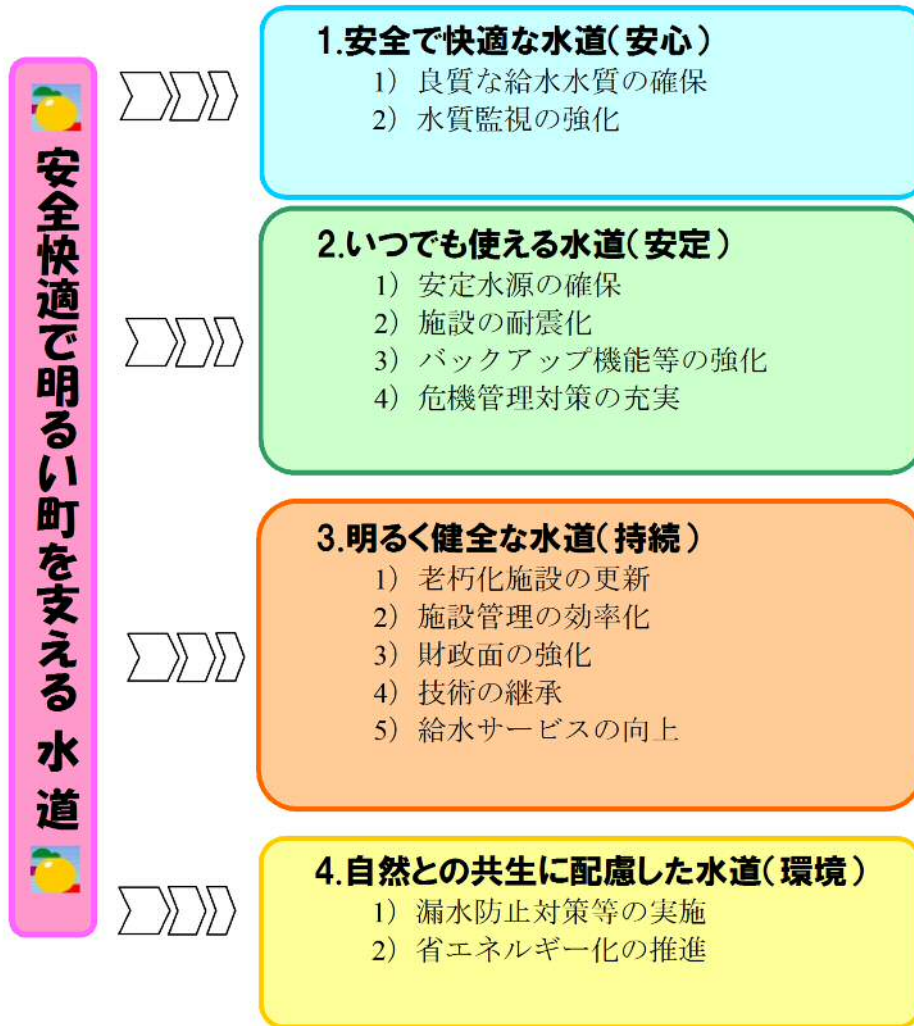 安全快適で明るい町を支える 水 道
1.安全で快適な水道(安心)
1) 良質な給水水質の確保
2) 水質監視の強化
2.いつでも使える水道(安定)
1) 安定水源の確保
2) 施設の耐震化
3) バックアップ機能等の強化
4) 危機管理対策の充実
3.明るく健全な水道(持続)
1) 老朽化施設の更新
2) 施設管理の効率化
3) 財政面の強化
4) 技術の継承
5) 給水サービスの向上
4.自然との共生に配慮した水道(環境)
1) 漏水防止対策等の実施
2) 省エネルギー化の推進